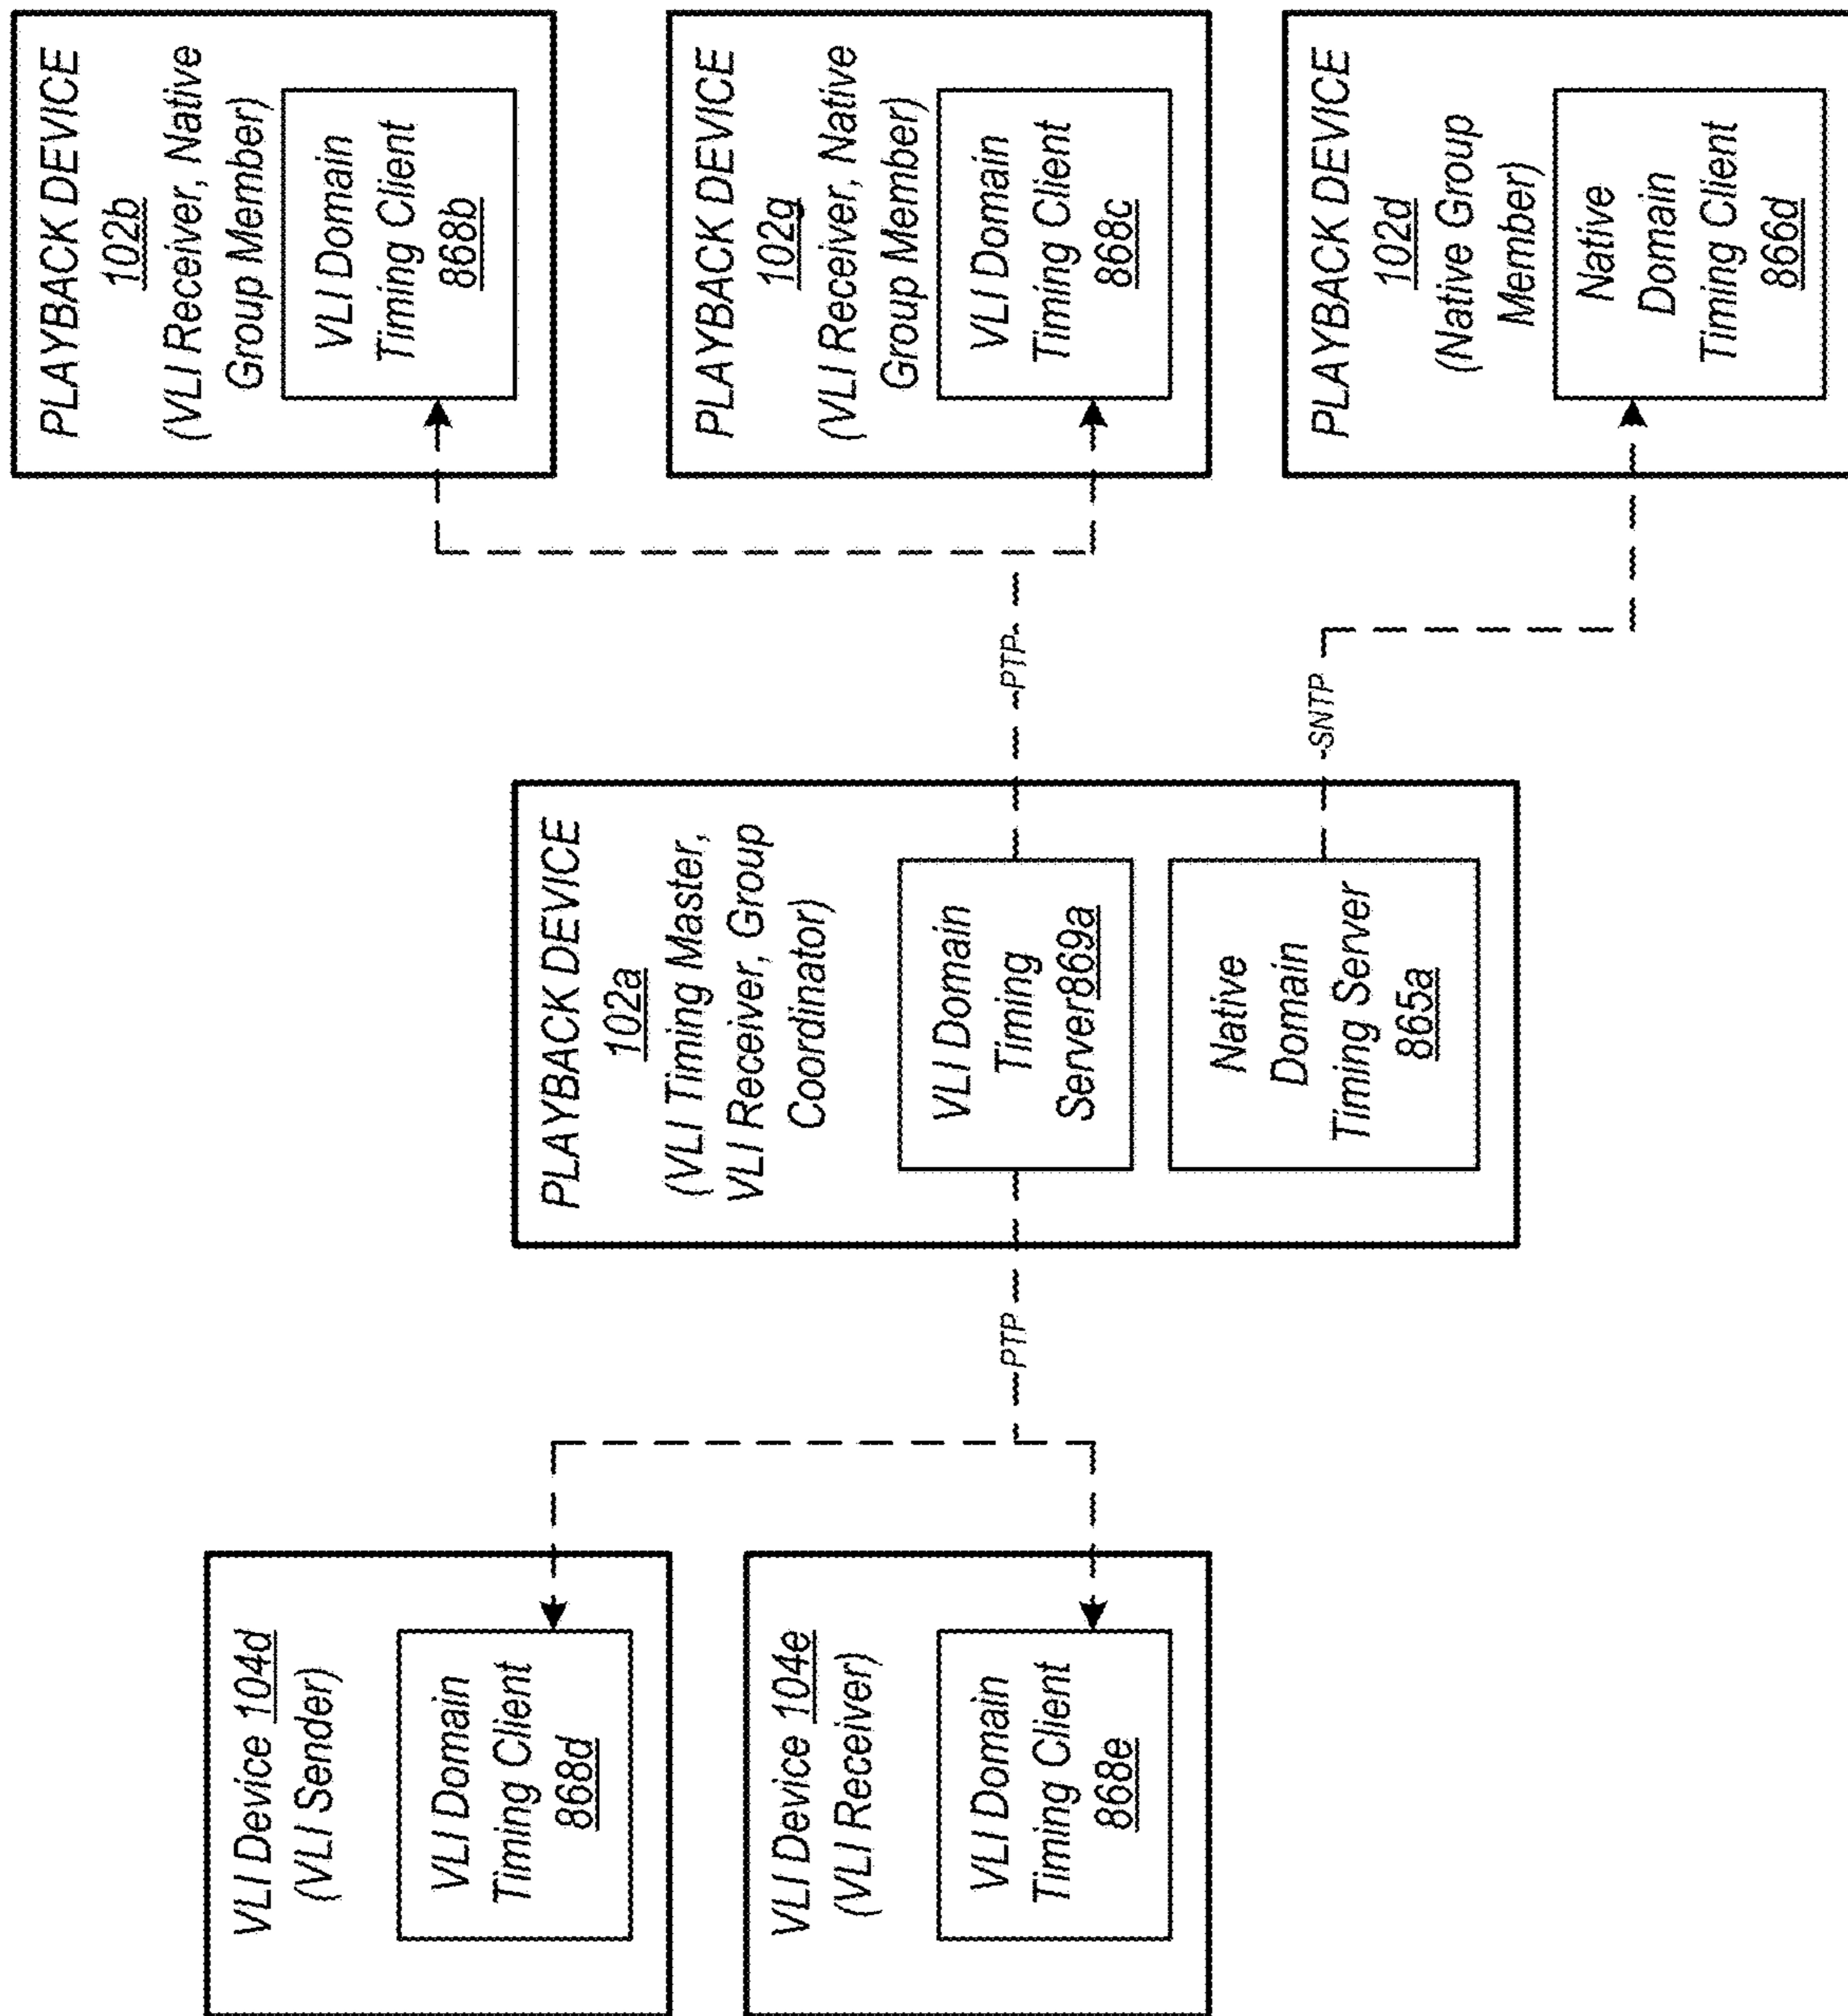 VLI Device 104d
(VLI Sender)
VLI Domain
Timing Client
868d
VLI Device 104e
(VLI Receiver)
VLI Domain
Timing Client
868e
PTP
PLAYBACK DEVICE
102a
(VLI Timing Master,
VLI Receiver, Group
Coordinator)
VLI Domain
Timing
Server869a
Native
Domain
Timing Server
865a
PTP
SNTP
PLAYBACK DEVICE
102b
(VLI Receiver, Native
Group Member)
VLI Domain
Timing Client
868b
PLAYBACK DEVICE
102g
(VLI Receiver, Native
Group Member)
VLI Domain
Timing Client
868c
PLAYBACK DEVICE
102d
(Native Group
Member)
Native
Domain
Timing Client
866d